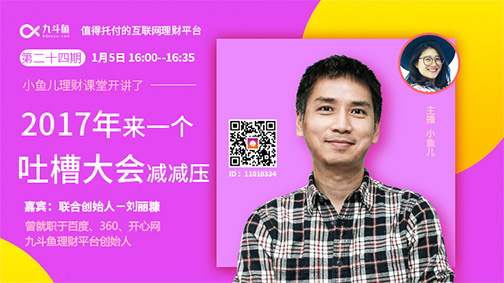 九斗鱼
值得托付的互联网理财平台
第二十四期
1月5日 16:00--16:35
小鱼儿理财课堂开讲了
2017年来一个
吐槽大会减减压
ID：11818334
主播 小鱼儿
嘉宾：联合创始人－刘丽糠
曾就职于百度、360、开心网
九斗鱼理财平台创始人